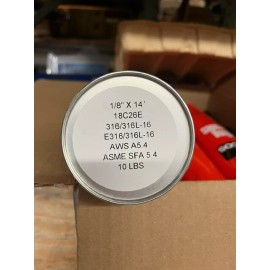 1/8" X 14'
18C26E
316/316L-16
E316/316L-16
AWS A5.4
ASME SFA 5.4
10 LBS